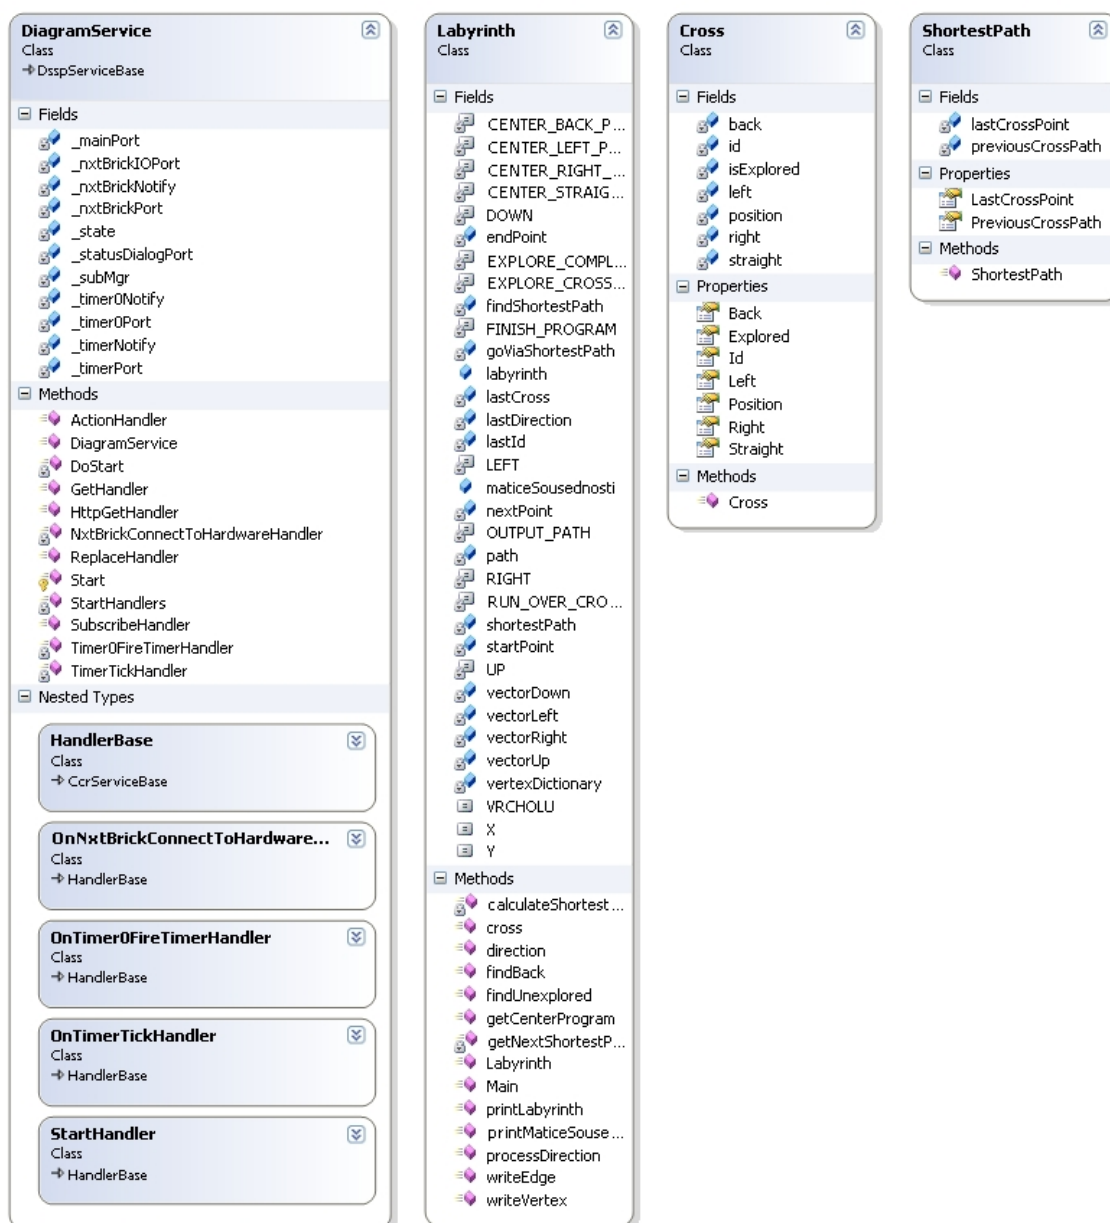 DiagramService
Class
DsspServiceBase
Fields
_mainPort
_nxtBrickIOPort
_nxtBrickNotify
_nxtBrickPort
_state
_statusDialogPort
_subMgr
_timer0Notify
_timer0Port
_timerNotify
_timerPort
Methods
ActionHandler
DiagramService
DoStart
GetHandler
HttpGetHandler
NxtBrickConnectToHardwareHandler
ReplaceHandler
Start
StartHandlers
SubscribeHandler
Timer0FireTimerHandler
TimerTickHandler
Nested Types
HandlerBase
Class
CcrServiceBase
OnNxtBrickConnectToHardware...
Class
HandlerBase
OnTimer0FireTimerHandler
Class
HandlerBase
OnTimerTickHandler
Class
HandlerBase
StartHandler
Class
HandlerBase
Labyrinth
Class
Fields
CENTER_BACK_P...
CENTER_LEFT_P...
CENTER_RIGHT_...
CENTER_STRAIG...
DOWN
endPoint
EXPLORE_COMPL...
EXPLORE_CROSS...
findShortestPath
FINISH_PROGRAM
goViaShortestPath
labyrinth
lastCross
lastDirection
lastId
LEFT
maticeSousednosti
nextPoint
OUTPUT_PATH
path
RIGHT
RUN_OVER_CRO...
shortestPath
startPoint
UP
vectorDown
vectorLeft
vectorRight
vectorUp
vertexDictionary
VRCHOLU
X
Y
Methods
calculateShortest...
cross
direction
findBack
findUnexplored
getCenterProgram
getNextShortestP...
Labyrinth
Main
printLabyrinth
printMaticeSouse...
processDirection
writeEdge
writeVertex
Cross
Class
Fields
back
id
isExplored
left
position
right
straight
Properties
Back
Explored
Id
Left
Position
Right
Straight
Methods
Cross
ShortestPath
Class
Fields
lastCrossPoint
previousCrossPath
Properties
LastCrossPoint
PreviousCrossPath
Methods
ShortestPath